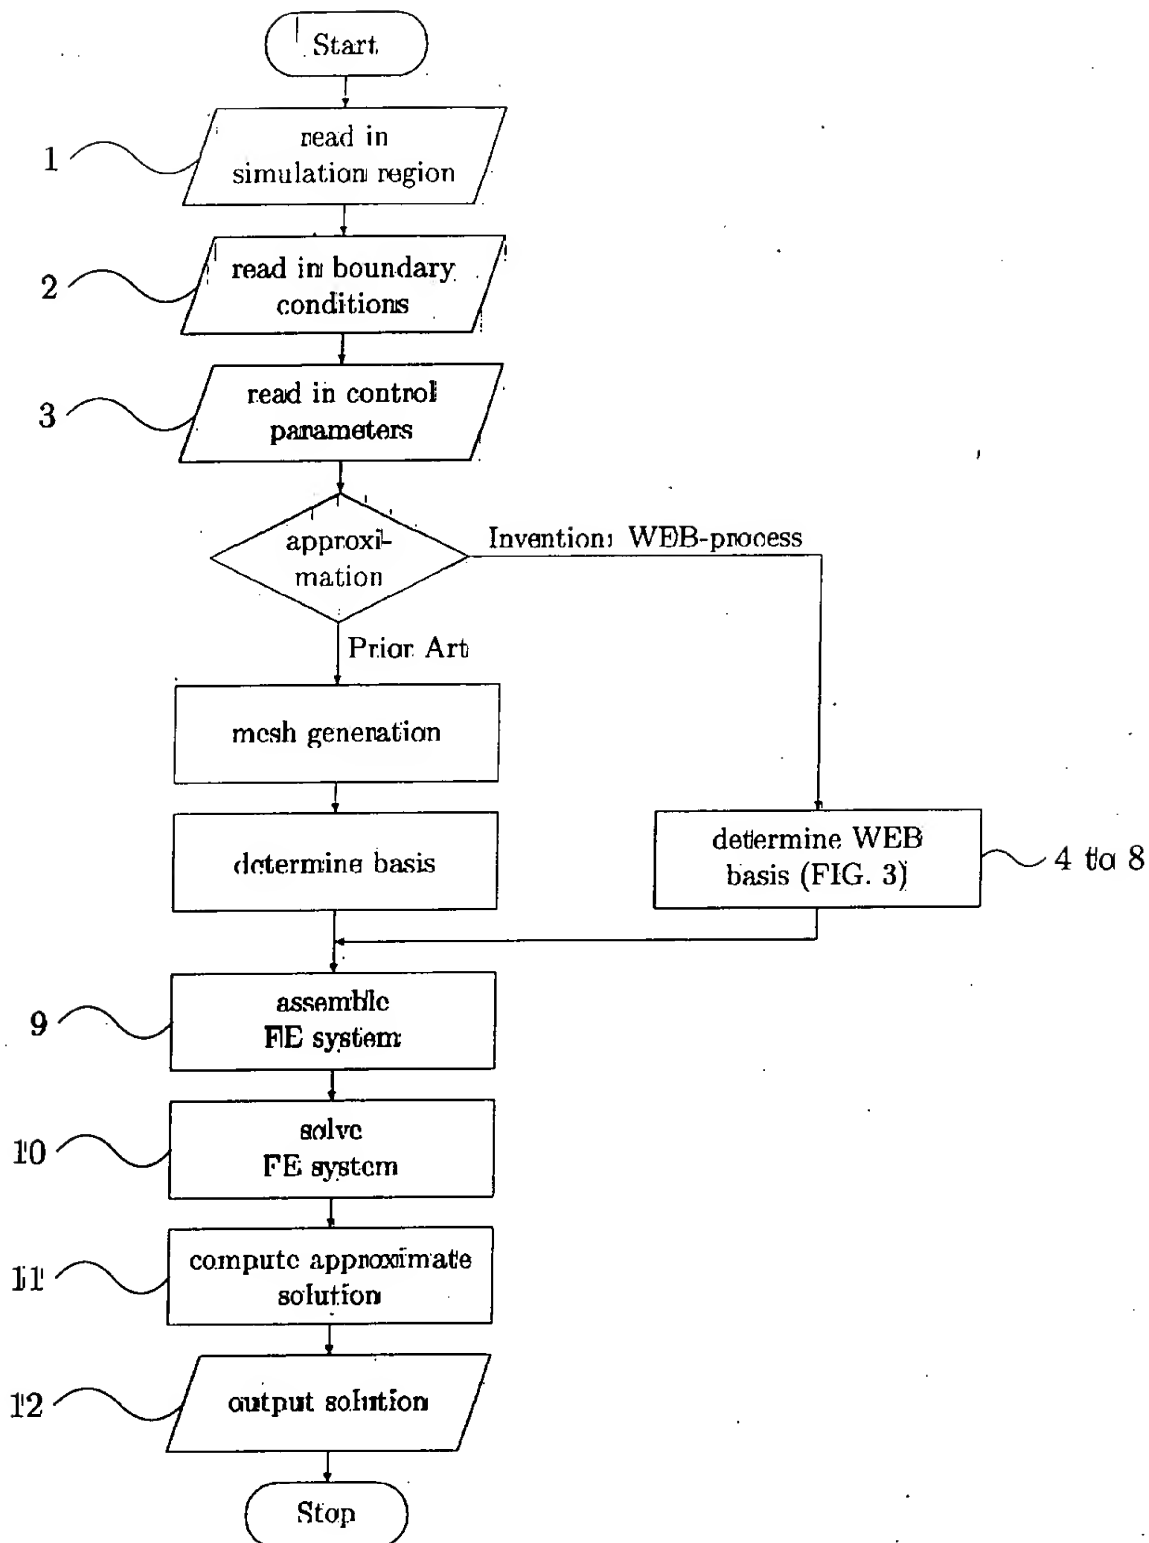 Start
1
read in
simulation region
2
read in boundary
conditions
3
read in control
parameters
approxi-
mation
Invention: WEB-process
Prior Art
mesh generation
determine basis
determine WEB
basis (FIG. 3)
4 to 8
9
assemble
FE system
10
solve
FE system
11
compute approximate
solution
12
output solution
Stop